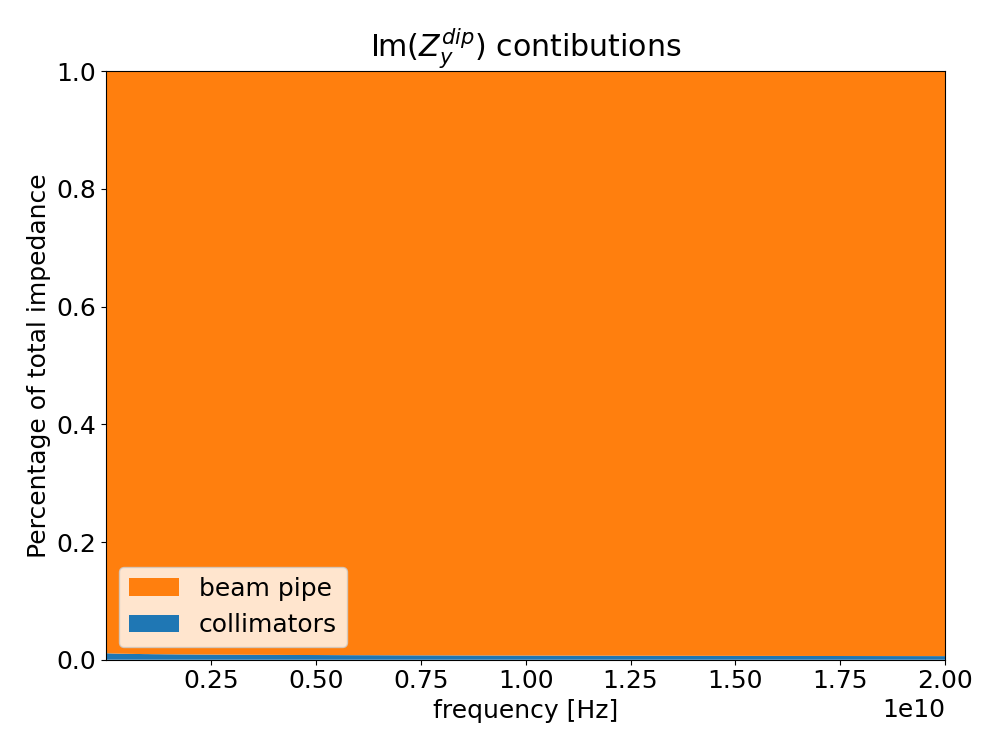 Im(Z_y^{dip}) contibutions
Percentage of total impedance
1.0
0.8
0.6
0.4
0.2
0.0
beam pipe
collimators
0.25 0.50 0.75 1.00 1.25 1.50 1.75 2.00
frequency [Hz]
1e10